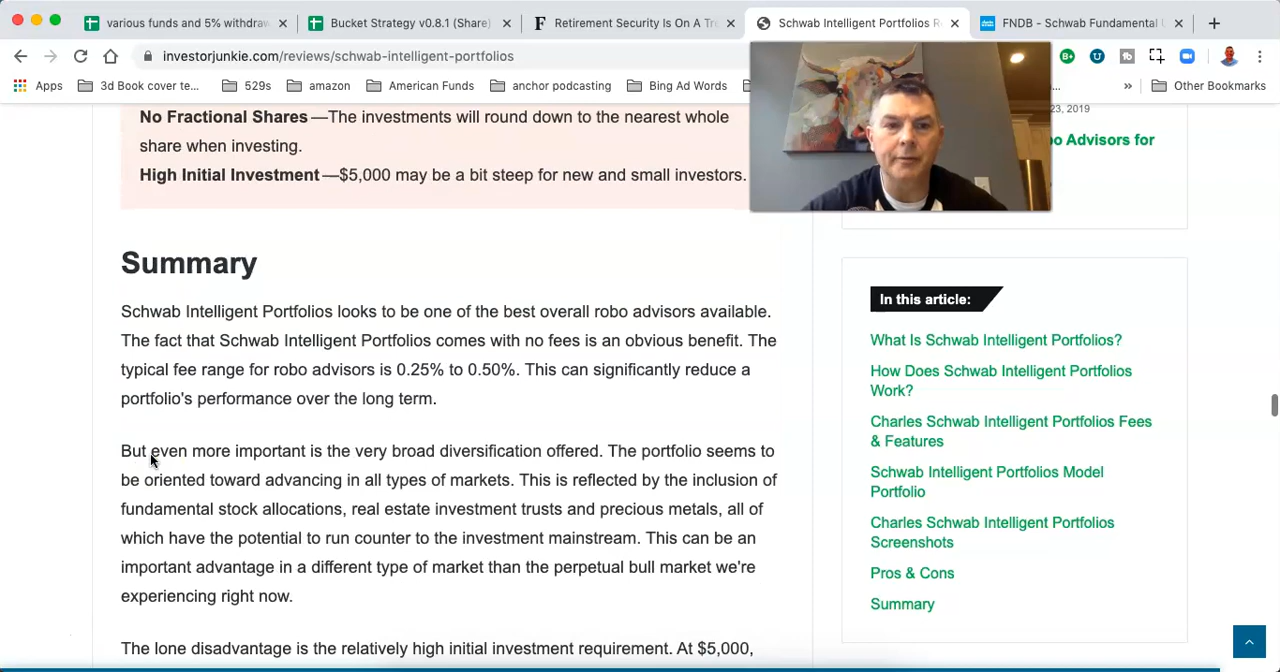 various funds and 5% withdraw
Bucket Strategy v0.8.1 (Share)
Retirement Security Is On A Tr
Schwab Intelligent Portfolios R
FNDB - Schwab Fundamental U
investorjunkie.com/reviews/schwab-intelligent-portfolios
Apps
3d Book cover te...
529s
amazon
American Funds
anchor podcasting
Bing Ad Words
Other Bookmarks
No Fractional Shares—The investments will round down to the nearest whole
share when investing.
High Initial Investment—$5,000 may be a bit steep for new and small investors.
23, 2019
bo Advisors for
Summary
Schwab Intelligent Portfolios looks to be one of the best overall robo advisors available.
The fact that Schwab Intelligent Portfolios comes with no fees is an obvious benefit. The
typical fee range for robo advisors is 0.25% to 0.50%. This can significantly reduce a
portfolio's performance over the long term.
But even more important is the very broad diversification offered. The portfolio seems to
be oriented toward advancing in all types of markets. This is reflected by the inclusion of
fundamental stock allocations, real estate investment trusts and precious metals, all of
which have the potential to run counter to the investment mainstream. This can be an
important advantage in a different type of market than the perpetual bull market we're
experiencing right now.
The lone disadvantage is the relatively high initial investment requirement. At $5,000,
In this article:
What Is Schwab Intelligent Portfolios?
How Does Schwab Intelligent Portfolios
Work?
Charles Schwab Intelligent Portfolios Fees
& Features
Schwab Intelligent Portfolios Model
Portfolio
Charles Schwab Intelligent Portfolios
Screenshots
Pros & Cons
Summary